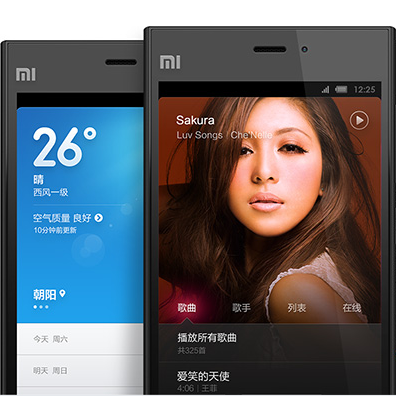 MI
26°
晴
西风一级
空气质量 良好
10分钟前更新
朝阳
今天 周六
明天 周日
MI
12:25
Sakura
Luv Songs | Che'Nelle
歌曲 歌手 列表 在线
播放所有歌曲
共325首
爱笑的天使
4:06 | 王菲